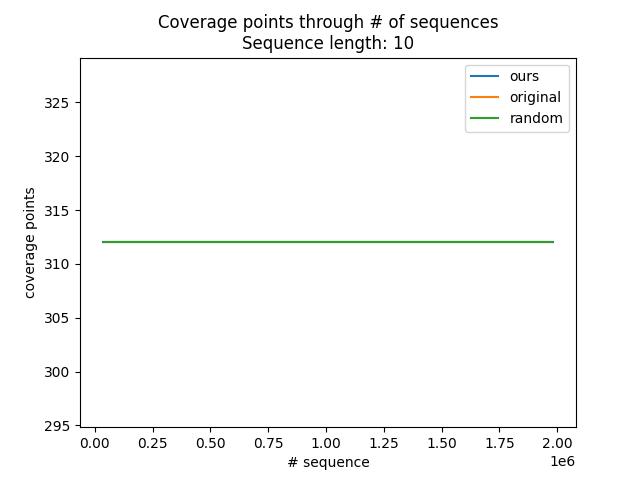 Coverage points through # of sequences
Sequence length: 10
ours
original
random
325
320
315
310
305
300
295
coverage points
0.00 0.25 0.50 0.75 1.00 1.25 1.50 1.75 2.00
1e6
# sequence